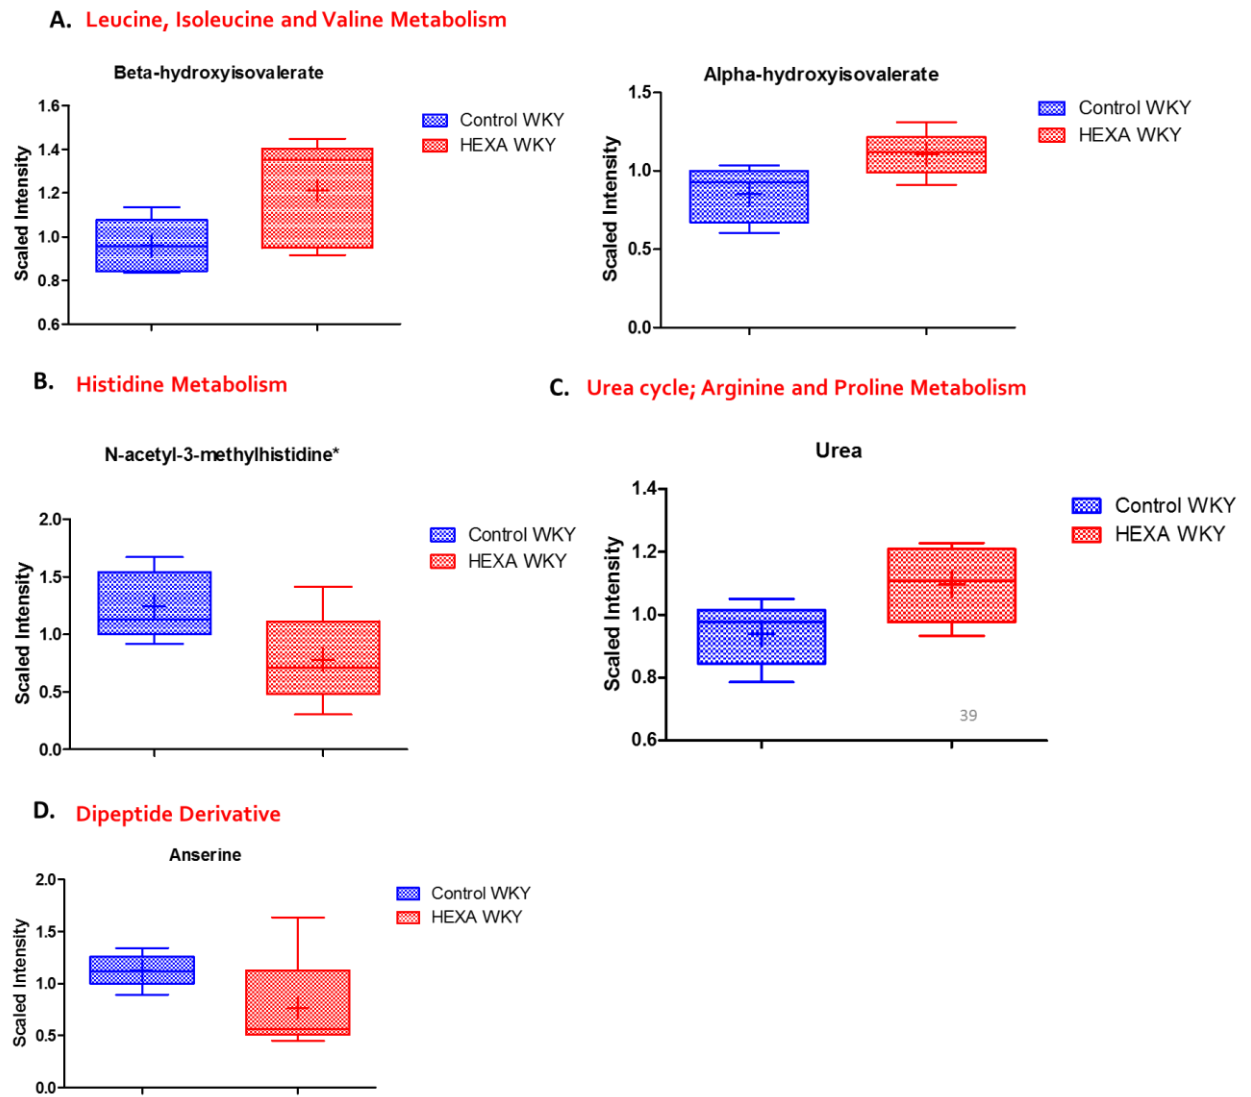 A. Leucine, Isoleucine and Valine Metabolism
Beta-hydroxyisovalerate
Scaled Intensity
1.6
1.4
1.2
1.0
0.8
0.6
Control WKY
HEXA WKY
Alpha-hydroxyisovalerate
Scaled Intensity
1.5
1.0
0.5
0.0
Control WKY
HEXA WKY
B. Histidine Metabolism
N-acetyl-3-methylhistidine*
Scaled Intensity
2.0
1.5
1.0
0.5
0.0
Control WKY
HEXA WKY
C. Urea cycle; Arginine and Proline Metabolism
Urea
Scaled Intensity
1.4
1.2
1.0
0.8
0.6
Control WKY
HEXA WKY
39
D. Dipeptide Derivative
Anserine
Scaled Intensity
2.0
1.5
1.0
0.5
0.0
Control WKY
HEXA WKY